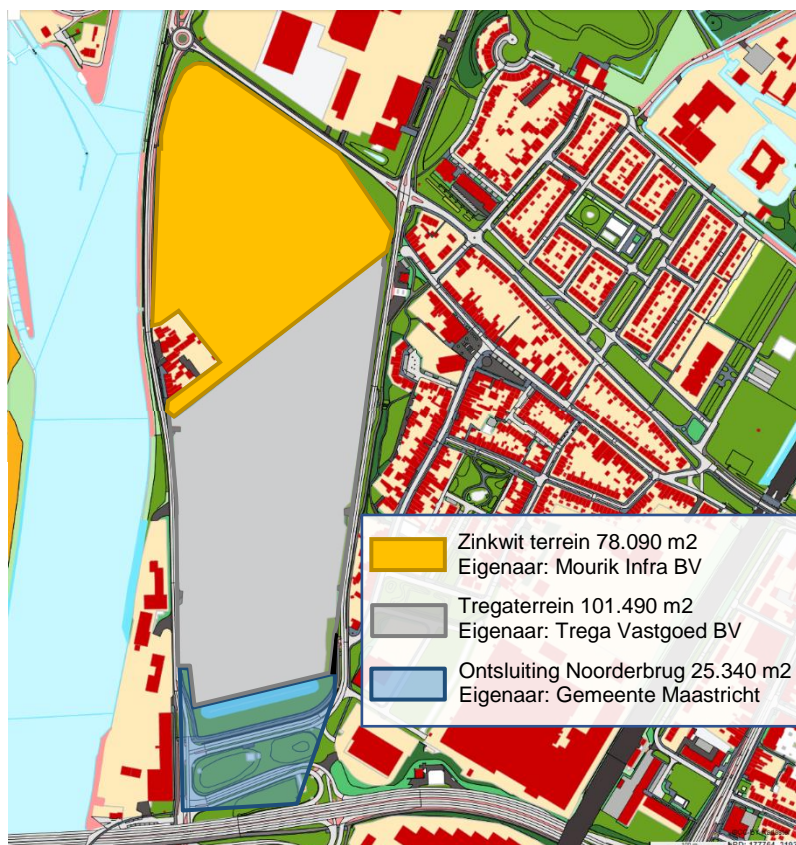 Zinkwit terrein 78.090 m2
Eigenaar: Mourik Infra BV
Tregaterrein 101.490 m2
Eigenaar: Trega Vastgoed BV
Ontsluiting Noorderbrug 25.340 m2
Eigenaar: Gemeente Maastricht